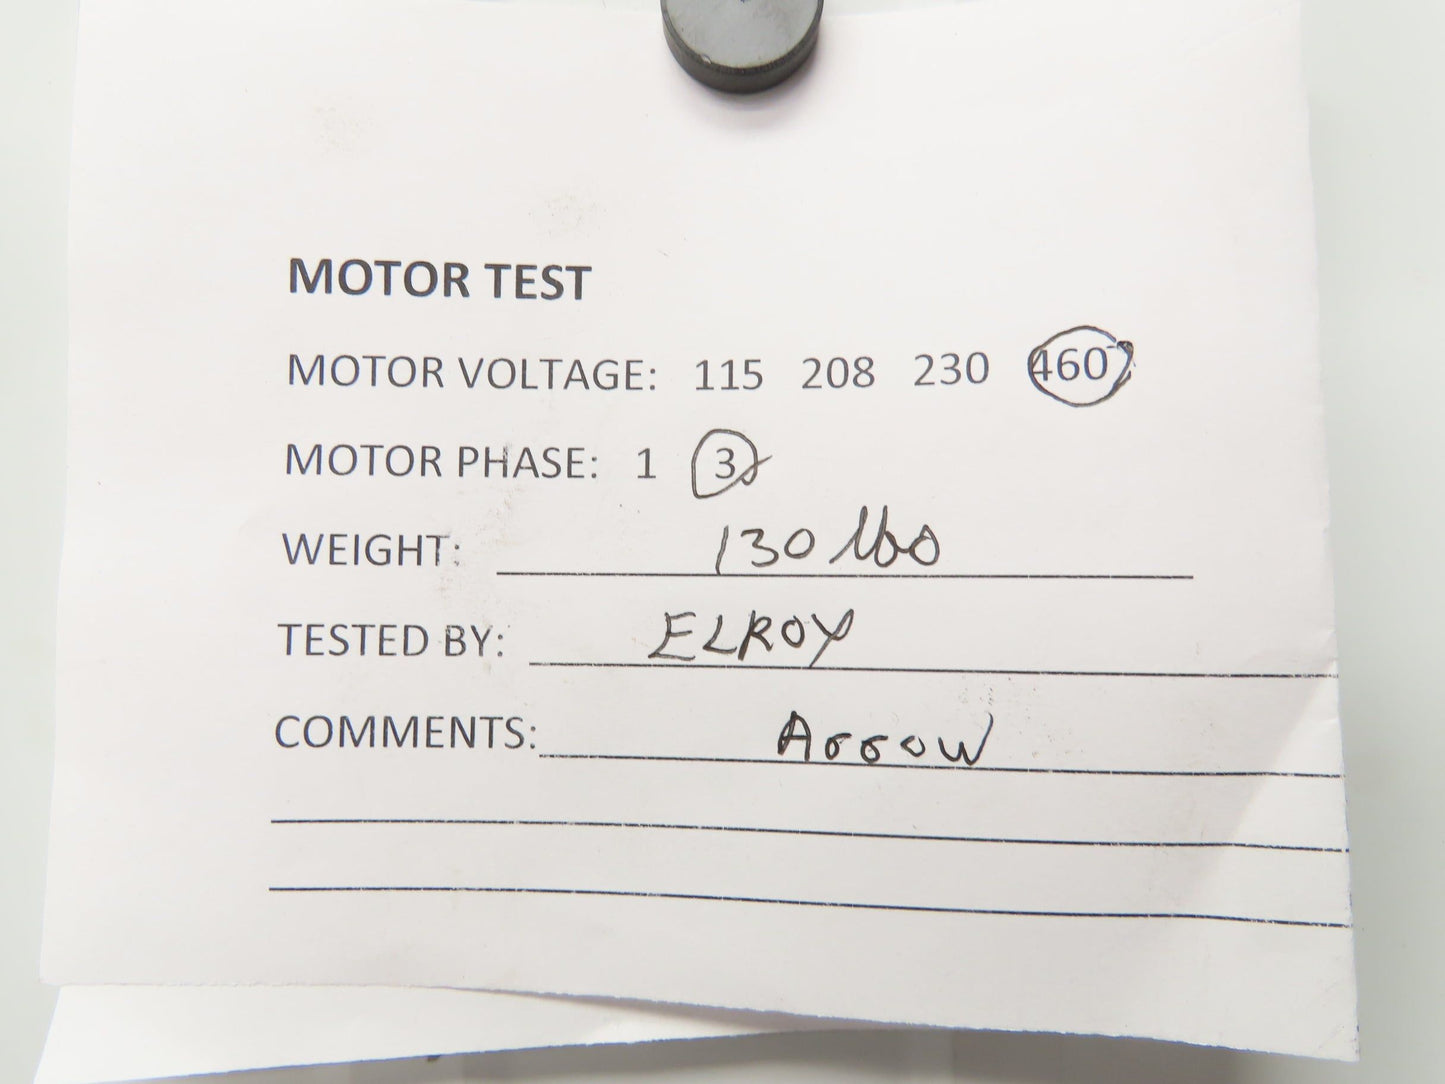 MOTOR TEST
MOTOR VOLTAGE: 115 208 230 460
MOTOR PHASE: 1 3
WEIGHT: 130 lbs
TESTED BY: ELROY
COMMENTS: Arrow